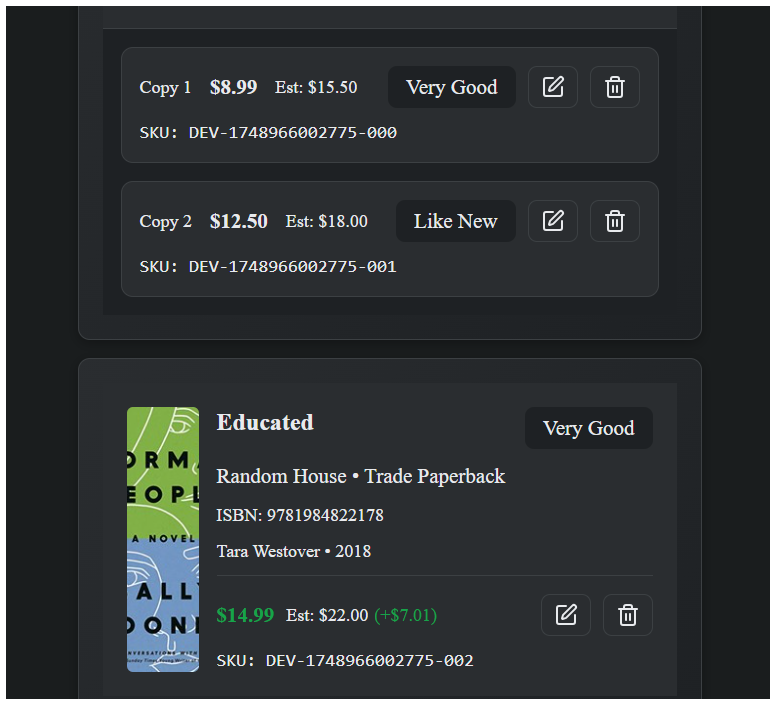 Copy 1 $8.99 Est: $15.50 Very Good
SKU: DEV-1748966002775-000
Copy 2 $12.50 Est: $18.00 Like New
SKU: DEV-1748966002775-001
Educated
Very Good
Random House • Trade Paperback
ISBN: 9781984822178
Tara Westover • 2018
$14.99 Est: $22.00 (+$7.01)
SKU: DEV-1748966002775-002
ORMA
EOPL
A NOVEL
ALLY
OON